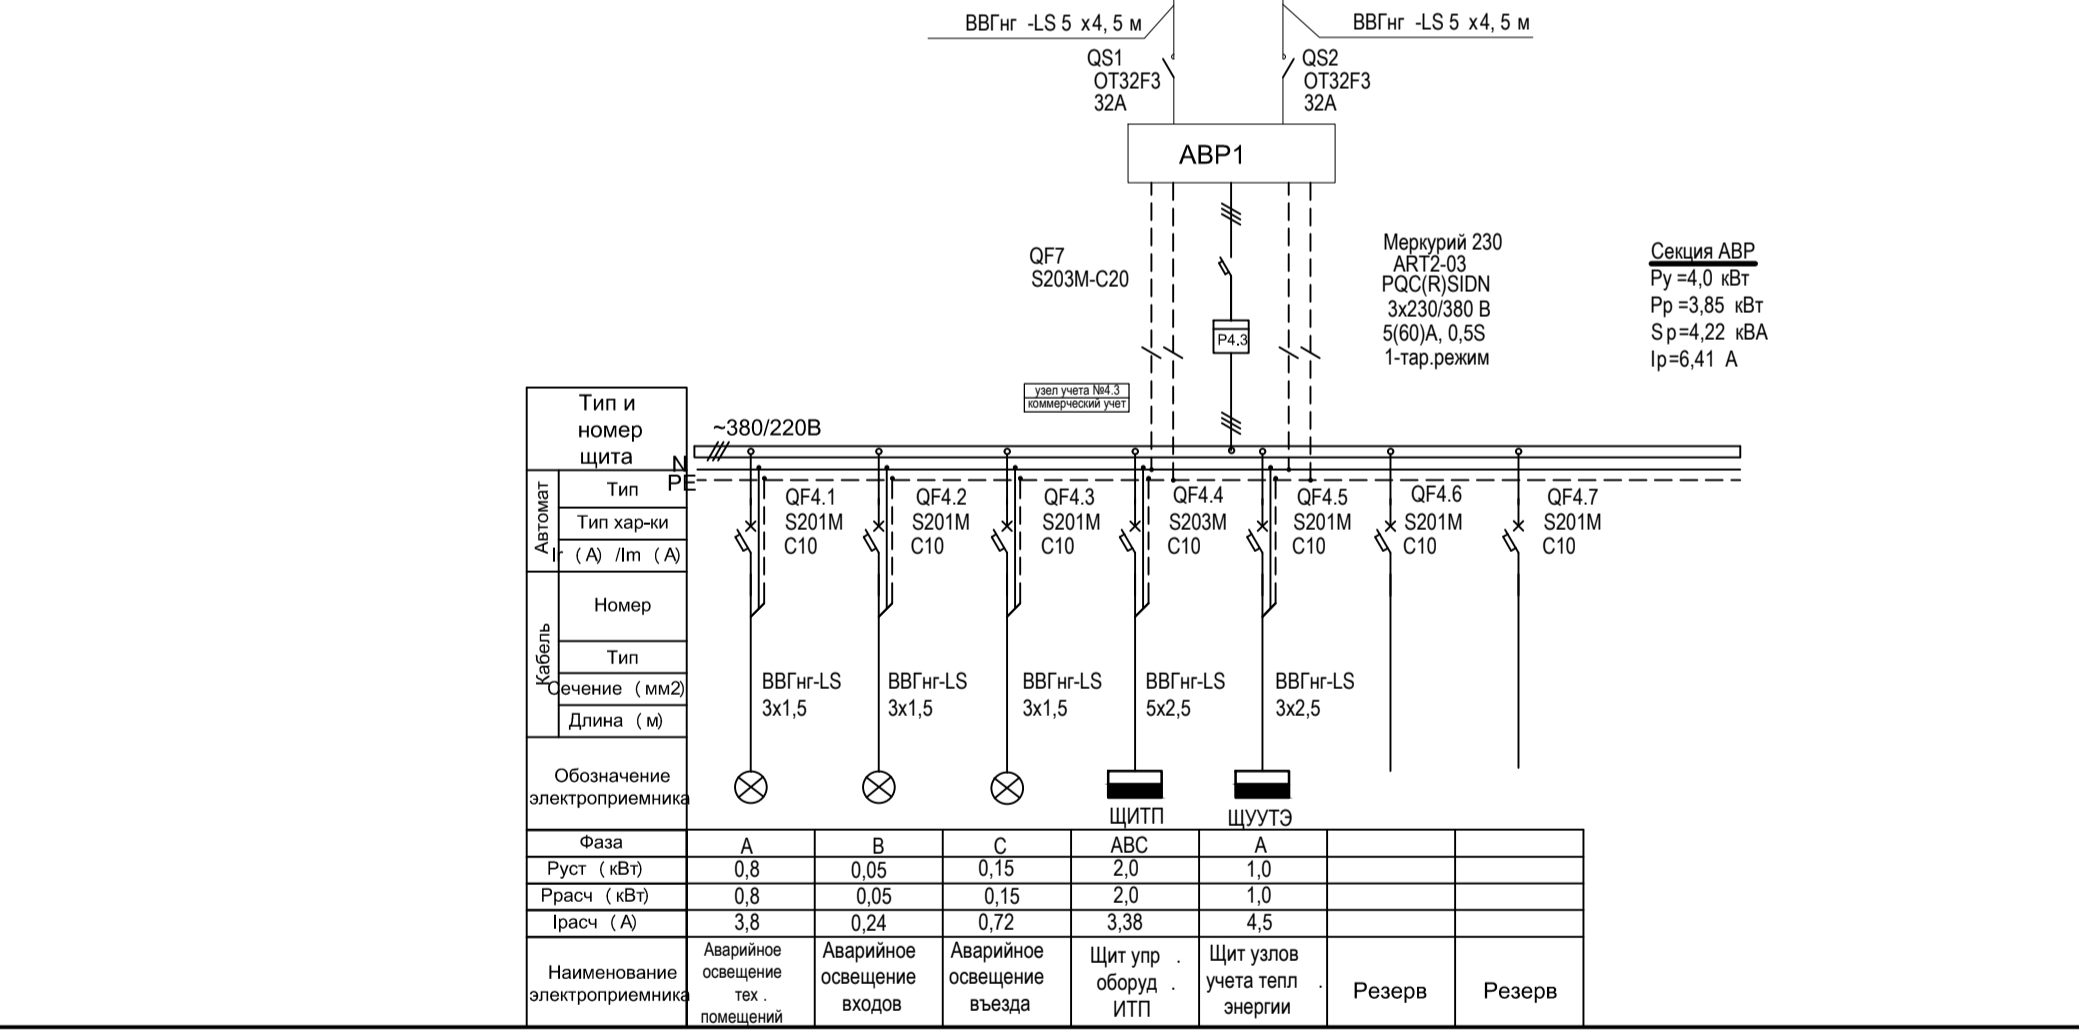 ВВГнг -LS 5 х4, 5 м
ВВГнг -LS 5 х4, 5 м
QS1
OT32F3
32A
QS2
OT32F3
32A
АВР1
QF7
S203M-C20
Р4.3
Меркурий 230
ART2-03
PQC(R)SIDN
3x230/380 В
5(60)А, 0,5S
1-тар.режим
Секция АВР
Ру =4,0 кВт
Рр =3,85 кВт
S р=4,22 кВА
Iр=6,41 А
узел учета №4.3
коммерческий учет
~380/220В
N
PE
Тип и
номер
щита
Автомат
Тип
Тип хар-ки
Ir ( А) /Im ( А)
QF4.1
S201M
C10
QF4.2
S201M
C10
QF4.3
S201M
C10
QF4.4
S203M
C10
QF4.5
S201M
C10
QF4.6
S201M
C10
QF4.7
S201M
C10
Кабель
Номер
Тип
Сечение ( мм2)
Длина ( м)
ВВГнг-LS
3х1,5
ВВГнг-LS
3х1,5
ВВГнг-LS
3х1,5
ВВГнг-LS
5х2,5
ВВГнг-LS
3х2,5
Обозначение
электроприемника
ЩИТП
ЩУУТЭ
Фаза A B C ABC A
Руст ( кВт) 0,8 0,05 0,15 2,0 1,0
Ррасч ( кВт) 0,8 0,05 0,15 2,0 1,0
Iрасч ( А) 3,8 0,24 0,72 3,38 4,5
Наименование
электроприемника
Аварийное
освещение
тех .
помещений
Аварийное
освещение
входов
Аварийное
освещение
въезда
Щит упр .
оборуд .
ИТП
Щит узлов
учета тепл .
энергии
Резерв
Резерв